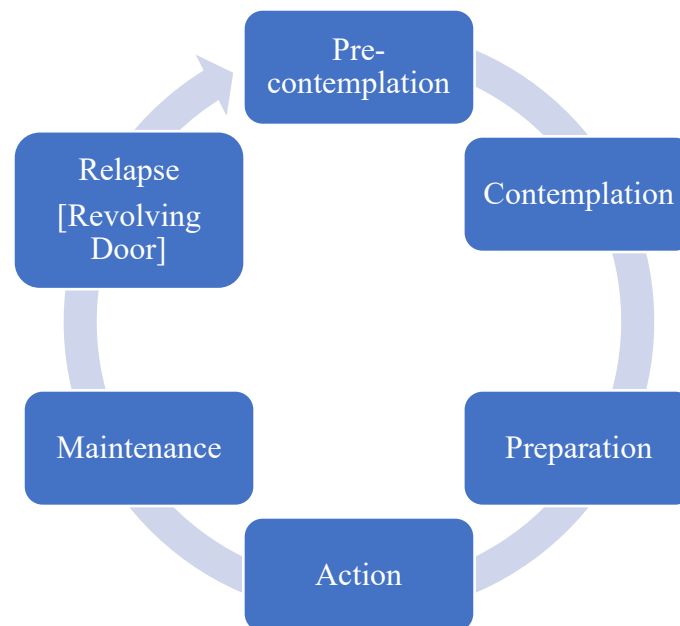 Pre-
contemplation
Contemplation
Preparation
Action
Maintenance
Relapse
[Revolving
Door]